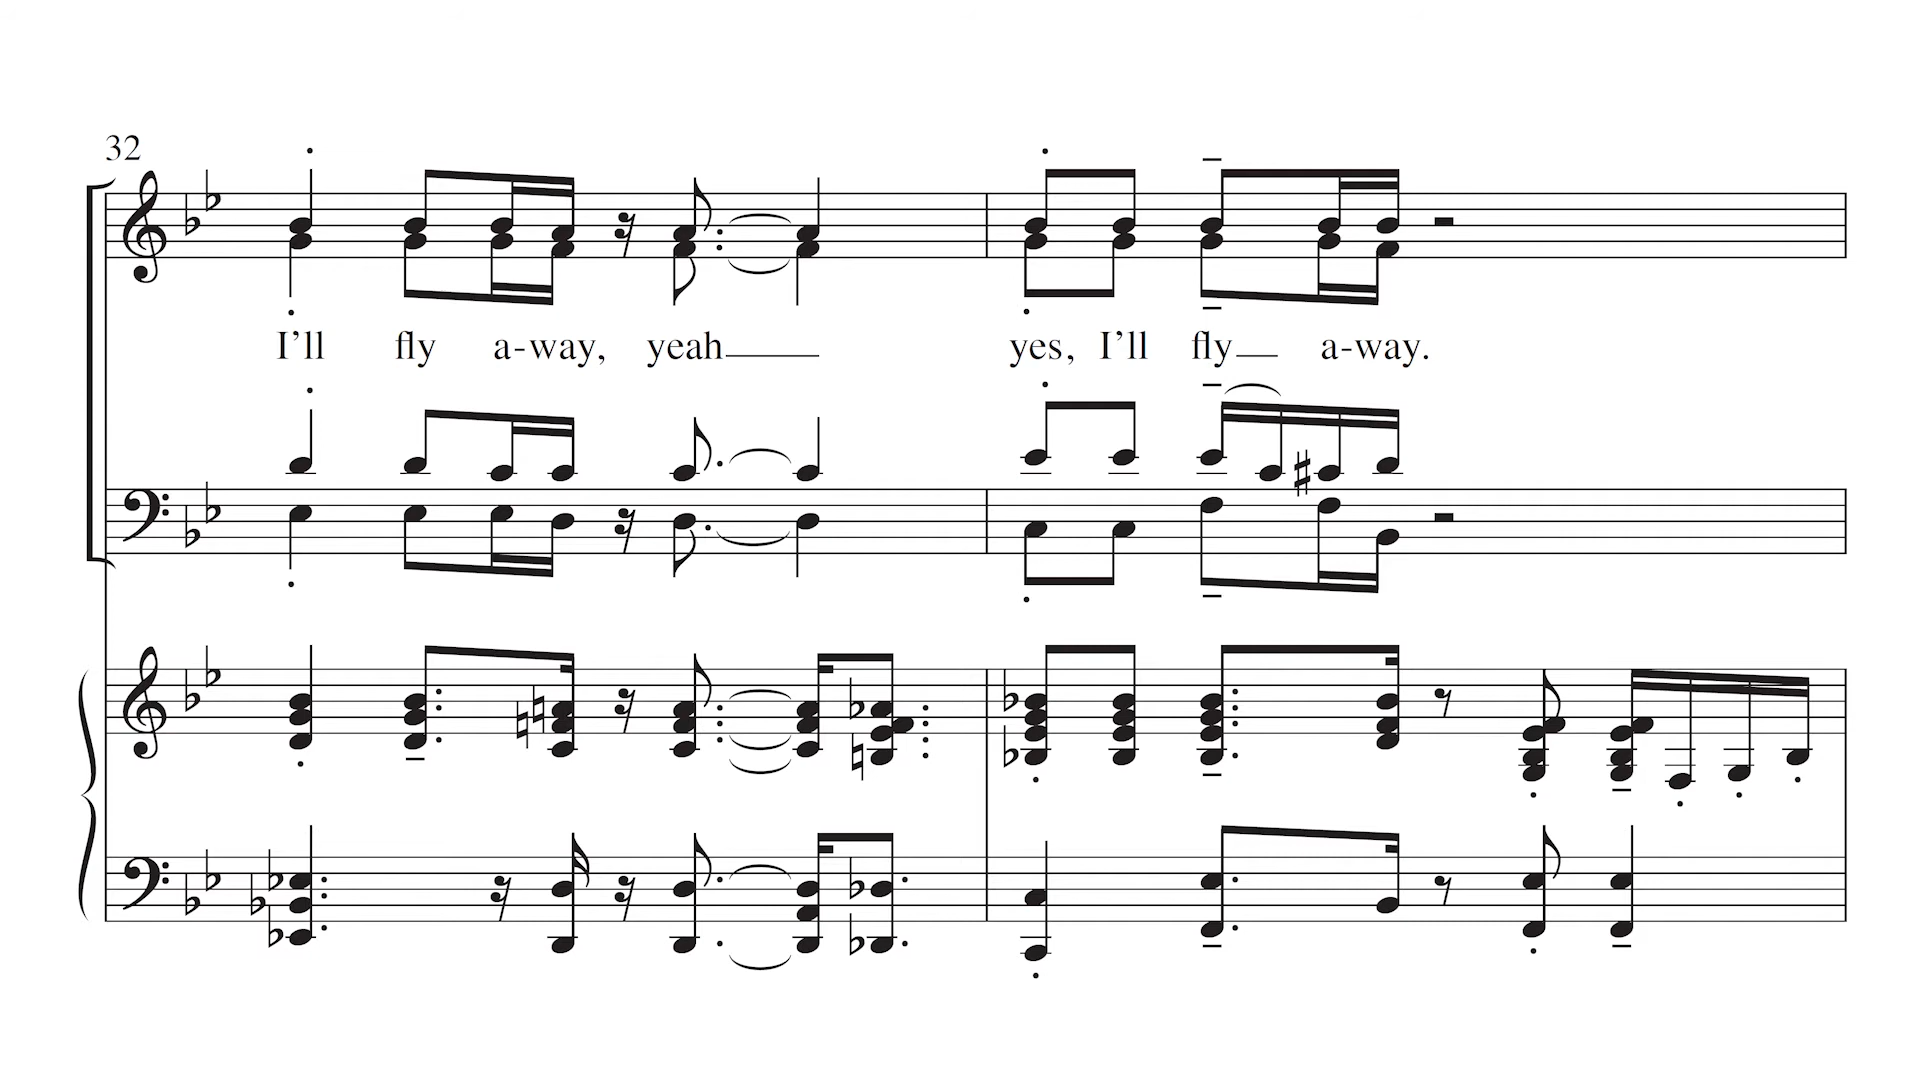 32
I’ll fly a-way, yeah yes, I’ll fly a-way.